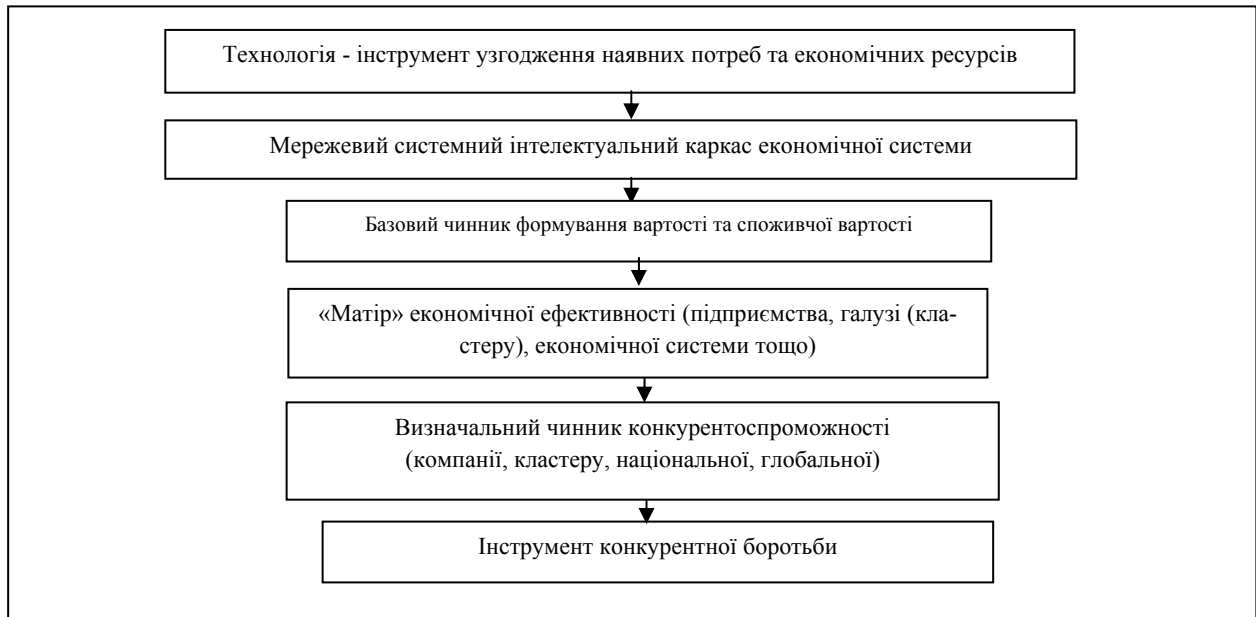 Технологія - інструмент узгодження наявних потреб та економічних ресурсів
Мережевий системний інтелектуальний каркас економічної системи
Базовий чинник формування вартості та споживчої вартості
«Матір» економічної ефективності (підприємства, галузі (кла-
стеру), економічної системи тощо)
Визначальний чинник конкурентоспроможності
(компанії, кластеру, національної, глобальної)
Інструмент конкурентної боротьби